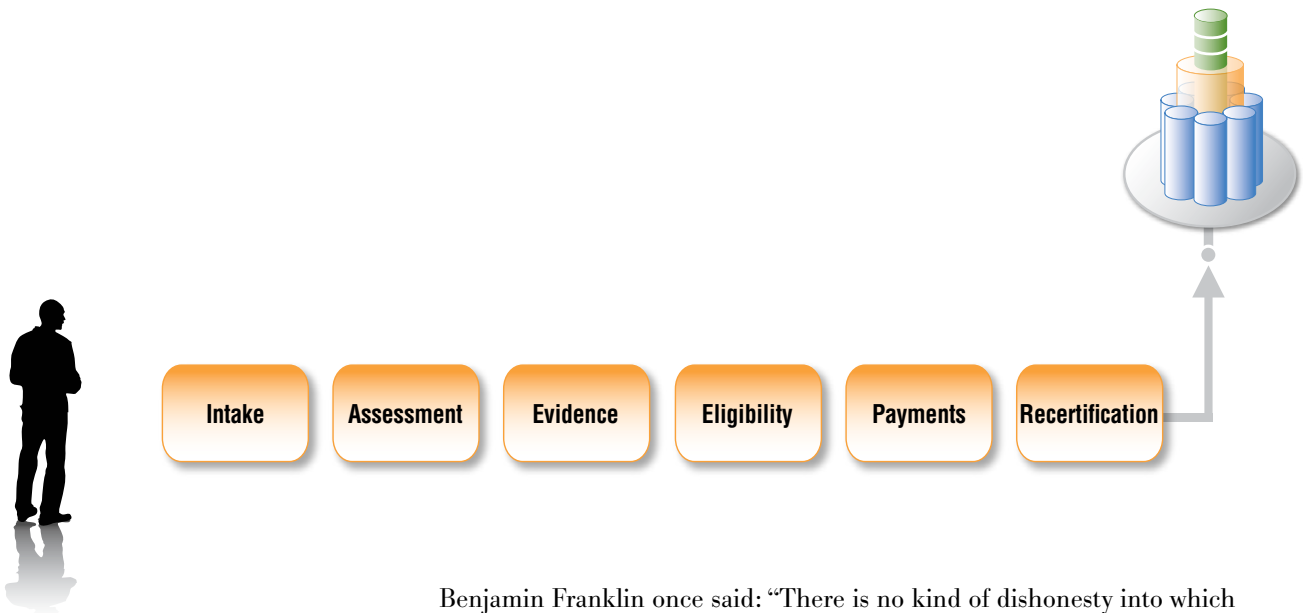 Intake
Assessment
Evidence
Eligibility
Payments
Recertification
Benjamin Franklin once said: “There is no kind of dishonesty into which